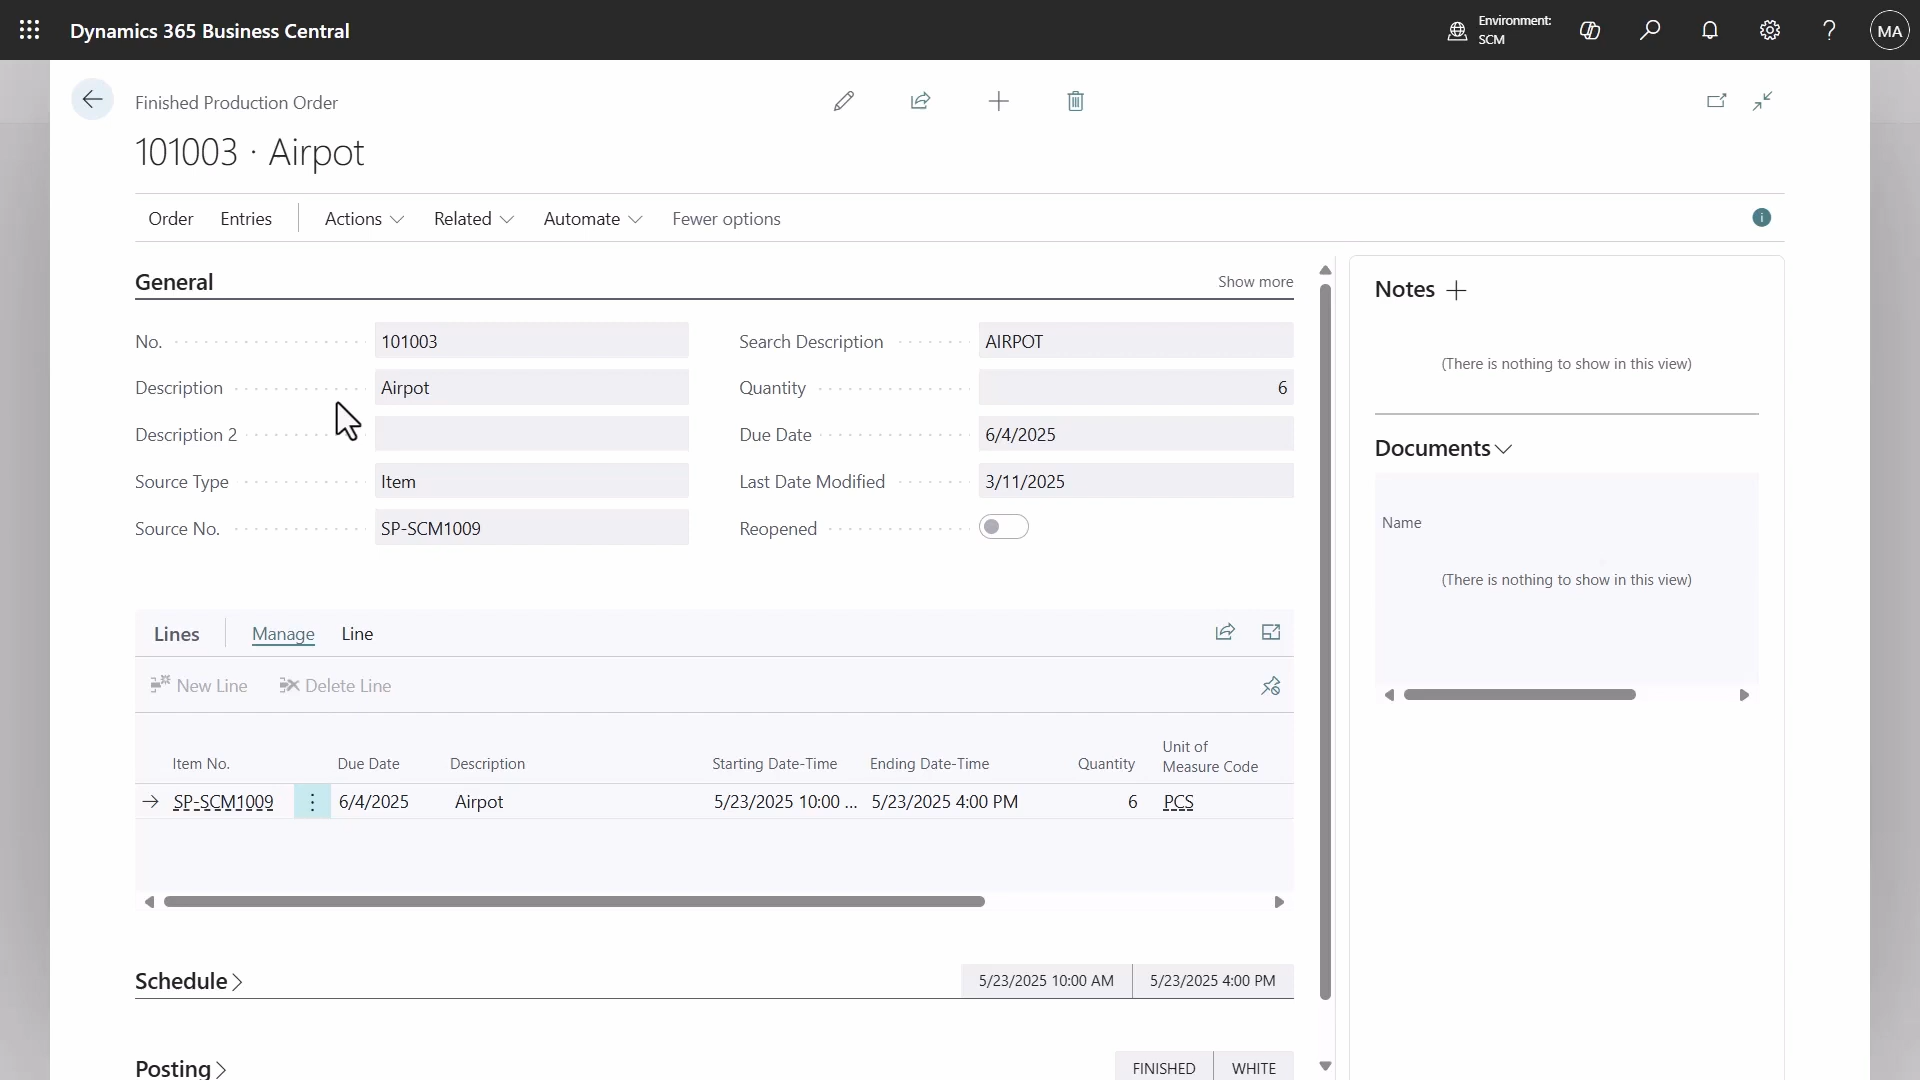 Dynamics 365 Business Central
Environment:
SCM
MA
Finished Production Order
101003 · Airpot
Order Entries Actions Related Automate Fewer options
General Show more
No. 101003
Description Airpot
Description 2
Source Type Item
Source No. SP-SCM1009
Search Description AIRPOT
Quantity 6
Due Date 6/4/2025
Last Date Modified 3/11/2025
Reopened
Lines Manage Line
New Line Delete Line
Item No. Due Date Description Starting Date-Time Ending Date-Time Quantity Unit of
Measure Code
SP-SCM1009 6/4/2025 Airpot 5/23/2025 10:00 ... 5/23/2025 4:00 PM 6 PCS
Schedule 5/23/2025 10:00 AM 5/23/2025 4:00 PM
Posting FINISHED WHITE
Notes
(There is nothing to show in this view)
Documents
Name
(There is nothing to show in this view)